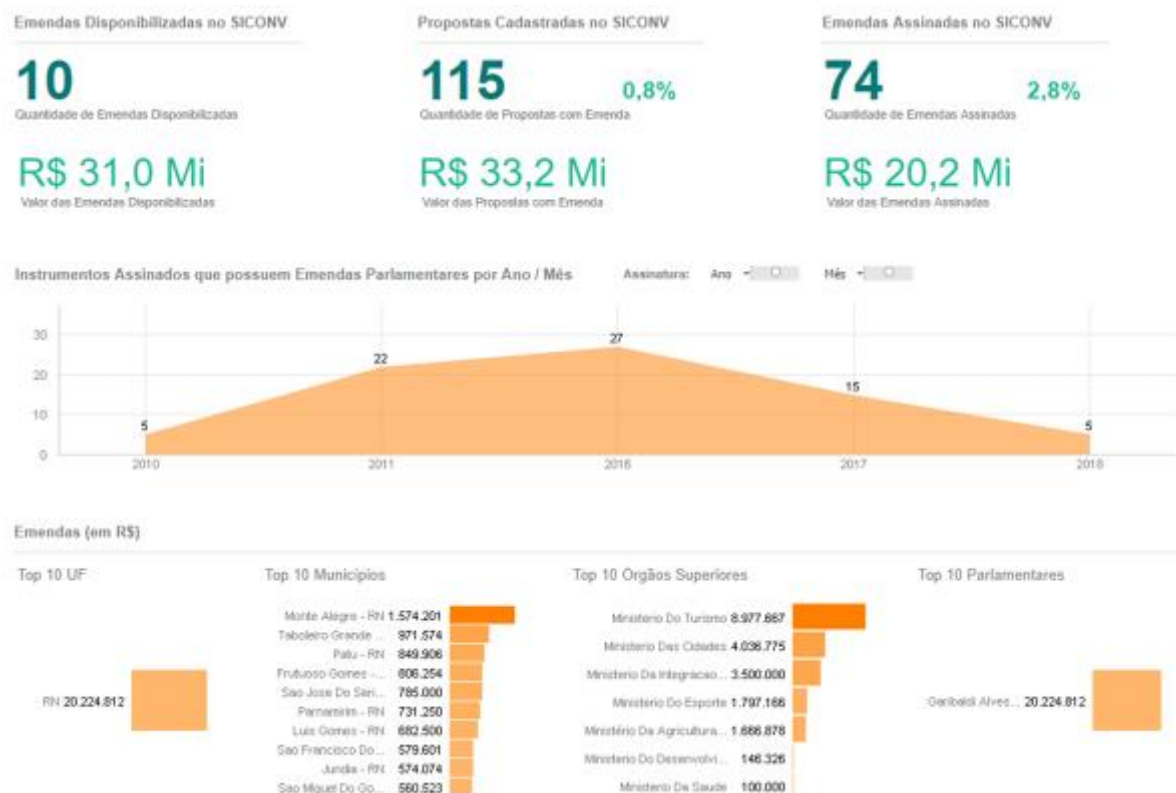 Emendas Disponibilizadas no SICONV
Propostas Cadastradas no SICONV
Emendas Assinadas no SICONV
10
115 0,8%
74 2,8%
Quantidade de Emendas Disponibilizadas
Quantidade de Propostas com Emenda
Quantidade de Emendas Assinadas
R$ 31,0 Mi
R$ 33,2 Mi
R$ 20,2 Mi
Valor das Emendas Disponibilizadas
Valor das Propostas com Emenda
Valor das Emendas Assinadas
Instrumentos Assinados que possuem Emendas Parlamentares por Ano / Mês
Assinatura: Ano Mês
30
20
10
0
5
22
27
15
5
2010
2011
2016
2017
2018
Emendas (em R$)
Top 10 UF
RN 20.224.812
Top 10 Municipios
Monte Alegre - RN 1.574.201
Taboleiro Grande ... 971.574
Patu - RN 849.906
Frutuoso Gomes -... 806.254
Sao Jose Do Seri... 785.000
Parnamirim - RN 731.250
Luis Gomes - RN 682.500
Sao Francisco Do... 579.601
Jundia - RN 574.074
Sao Miguel Do Go... 560.523
Top 10 Orgãos Superiores
Ministerio Do Turismo 8.977.667
Ministerio Das Cidades 4.036.775
Ministerio Da Integracao ... 3.500.000
Ministerio Do Esporte 1.797.166
Ministério Da Agricultura ... 1.666.878
Ministerio Do Desenvolvi... 146.326
Ministerio Da Saude 100.000
Top 10 Parlamentares
Garibaldi Alves ... 20.224.812